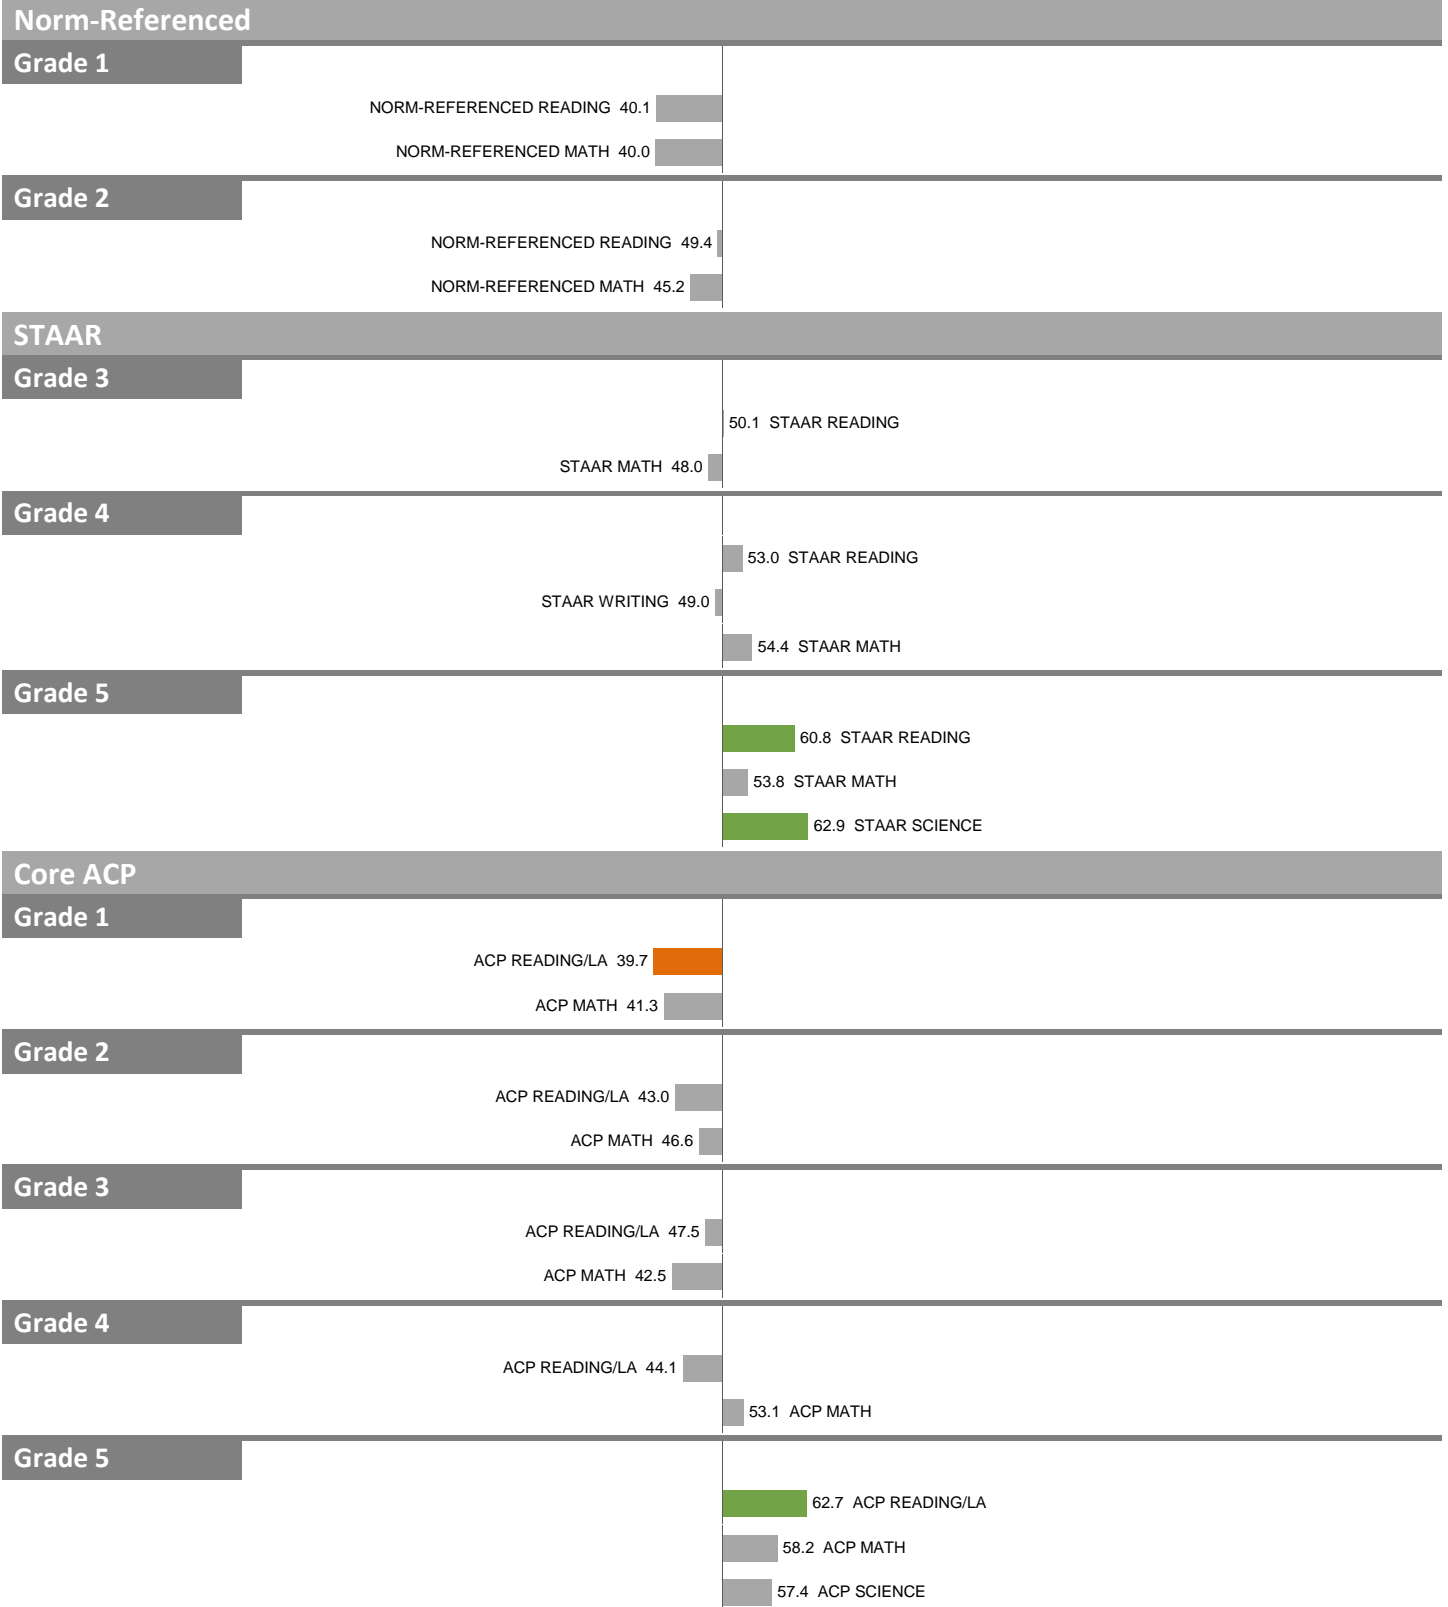 Norm-Referenced
Grade 1
NORM-REFERENCED READING 40.1
NORM-REFERENCED MATH 40.0
Grade 2
NORM-REFERENCED READING 49.4
NORM-REFERENCED MATH 45.2
STAAR
Grade 3
50.1 STAAR READING
STAAR MATH 48.0
Grade 4
53.0 STAAR READING
STAAR WRITING 49.0
54.4 STAAR MATH
Grade 5
60.8 STAAR READING
53.8 STAAR MATH
62.9 STAAR SCIENCE
Core ACP
Grade 1
ACP READING/LA 39.7
ACP MATH 41.3
Grade 2
ACP READING/LA 43.0
ACP MATH 46.6
Grade 3
ACP READING/LA 47.5
ACP MATH 42.5
Grade 4
ACP READING/LA 44.1
53.1 ACP MATH
Grade 5
62.7 ACP READING/LA
58.2 ACP MATH
57.4 ACP SCIENCE